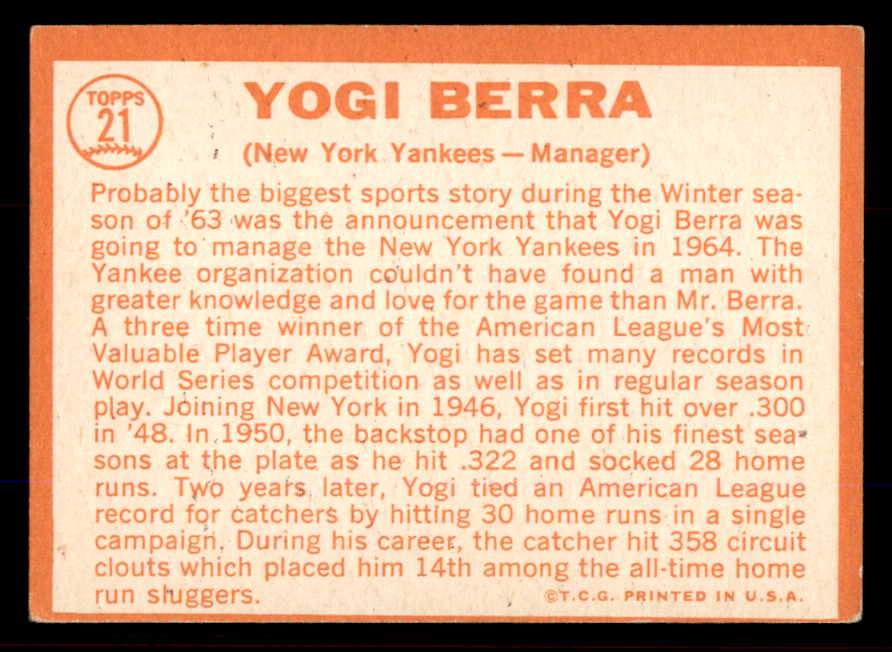 TOPPS
21
YOGI BERRA
(New York Yankees — Manager)
Probably the biggest sports story during the Winter sea-
son of '63 was the announcement that Yogi Berra was
going to manage the New York Yankees in 1964. The
Yankee organization couldn't have found a man with
greater knowledge and love for the game than Mr. Berra.
A three time winner of the American League's Most
Valuable Player Award, Yogi has set many records in
World Series competition as well as in regular season
play. Joining New York in 1946, Yogi first hit over .300
in '48. In 1950, the backstop had one of his finest sea-
sons at the plate as he hit .322 and socked 28 home
runs. Two years later, Yogi tied an American League
record for catchers by hitting 30 home runs in a single
campaign. During his career, the catcher hit 358 circuit
clouts which placed him 14th among the all-time home
run sluggers.
©T.C.G. PRINTED IN U.S.A.